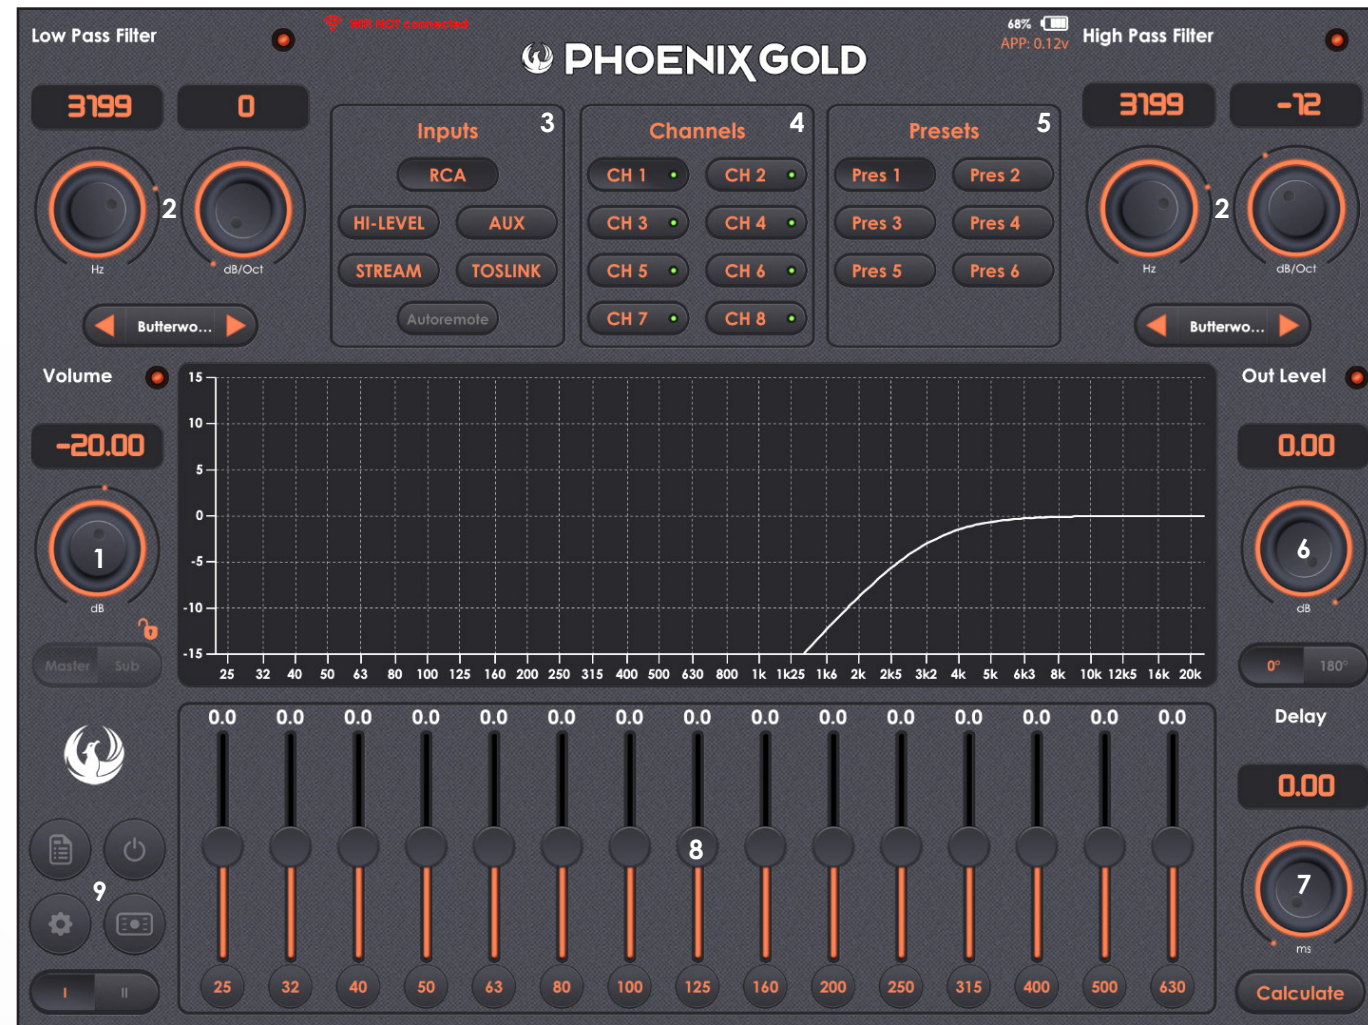 Low Pass Filter
WIFI NOT connected
PHOENIX GOLD
68%
APP: 0.12v
High Pass Filter
3199
0
3199
-12
2
Hz
dB/Oct
Butterwo...
Inputs
3
RCA
HI-LEVEL
AUX
STREAM
TOSLINK
Autoremote
Channels
4
CH 1
CH 2
CH 3
CH 4
CH 5
CH 6
CH 7
CH 8
Presets
5
Pres 1
Pres 2
Pres 3
Pres 4
Pres 5
Pres 6
2
Hz
dB/Oct
Butterwo...
Volume
-20.00
1
dB
Master Sub
15
10
5
0
-5
-10
-15
25 32 40 50 63 80 100 125 160 200 250 315 400 500 630 800 1k 1k25 1k6 2k 2k5 3k2 4k 5k 6k3 8k 10k 12k5 16k 20k
Out Level
0.00
6
dB
0° 180°
0.0 0.0 0.0 0.0 0.0 0.0 0.0 0.0 0.0 0.0 0.0 0.0 0.0 0.0 0.0
8
25 32 40 50 63 80 100 125 160 200 250 315 400 500 630
9
I II
Delay
0.00
7
ms
Calculate